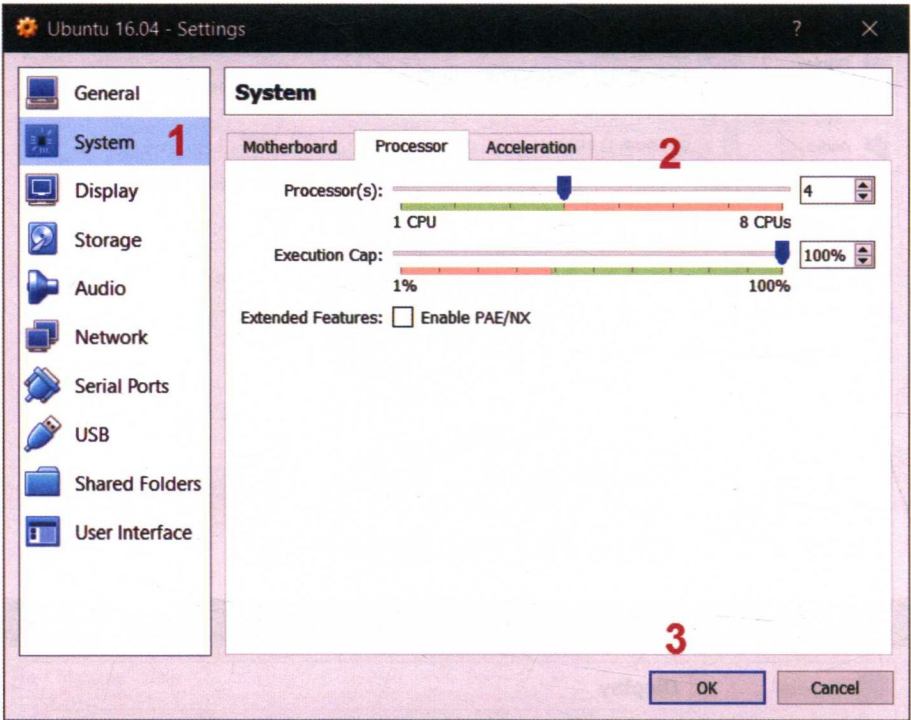 Ubuntu 16.04 - Settings ? ×
General
System 1
Display
Storage
Audio
Network
Serial Ports
USB
Shared Folders
User Interface
System
Motherboard Processor Acceleration
2
Processor(s): 4
1 CPU 8 CPUs
Execution Cap: 100%
1% 100%
Extended Features: Enable PAE/NX
3
OK Cancel